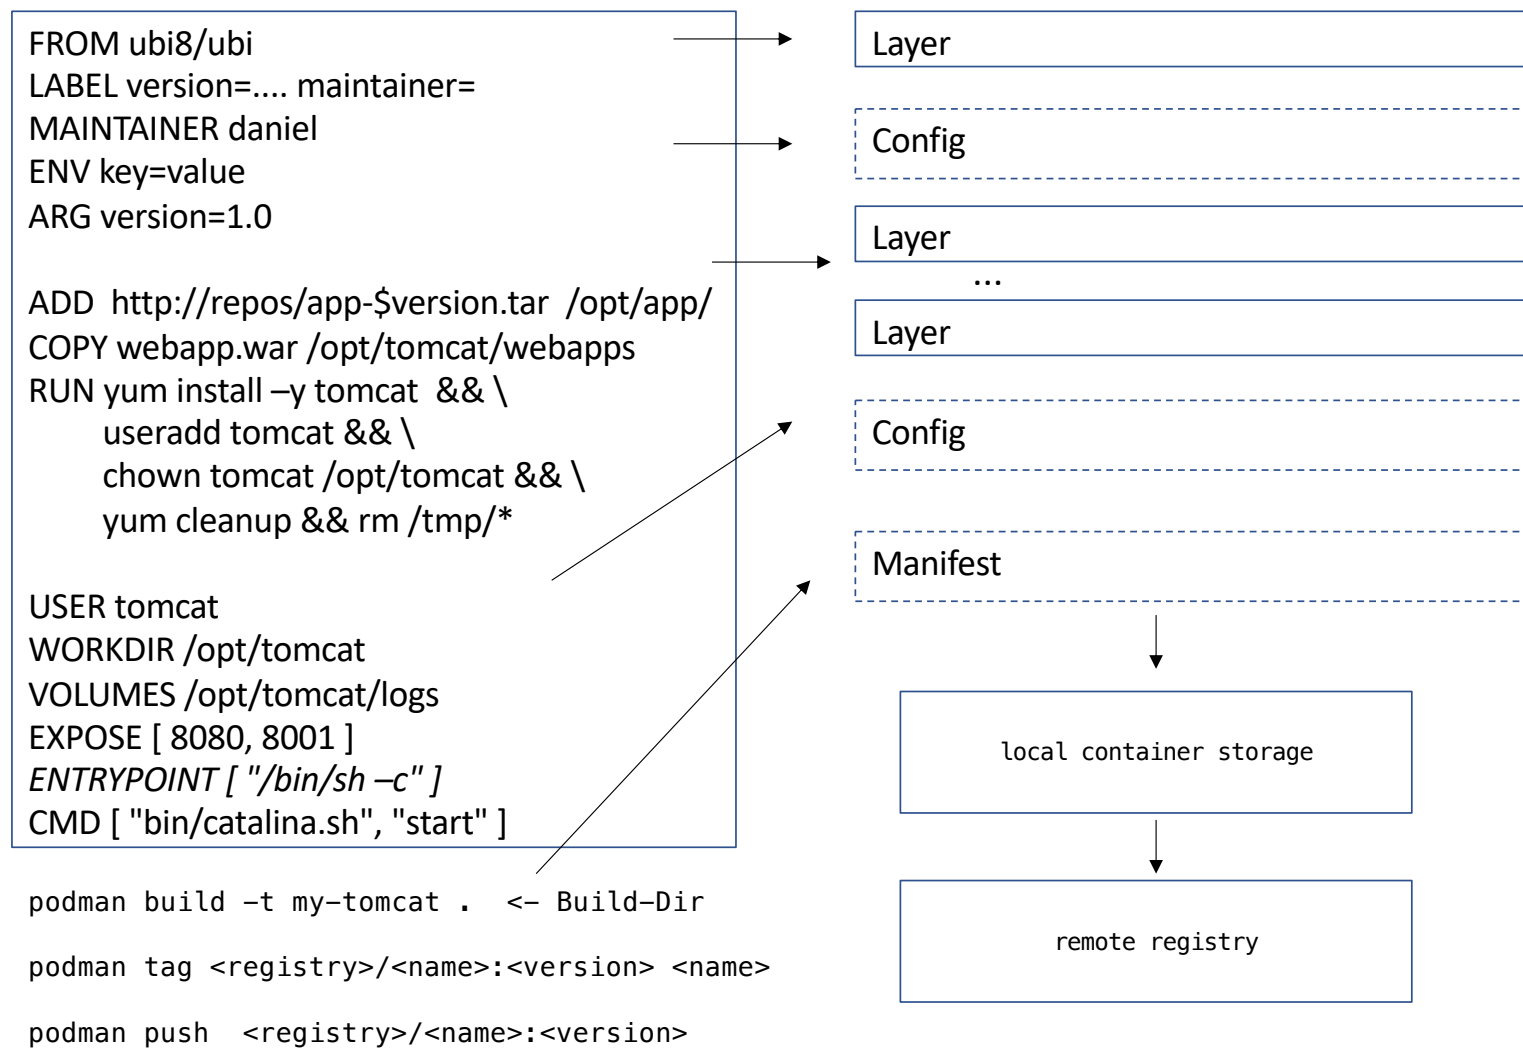 FROM ubi8/ubi
LABEL version=.... maintainer=
MAINTAINER daniel
ENV key=value
ARG version=1.0
ADD  http://repos/app-$version.tar  /opt/app/
COPY webapp.war /opt/tomcat/webapps
RUN yum install –y tomcat  && \
useradd tomcat && \
chown tomcat /opt/tomcat && \
yum cleanup && rm /tmp/*
USER tomcat
WORKDIR /opt/tomcat
VOLUMES /opt/tomcat/logs
EXPOSE [ 8080, 8001 ]
ENTRYPOINT [ "/bin/sh –c" ]
CMD [ "bin/catalina.sh", "start" ]
podman build –t my-tomcat .  <– Build–Dir
podman tag <registry>/<name>:<version> <name>
podman push  <registry>/<name>:<version>
Layer
Config
Layer
...
Layer
Config
Manifest
local container storage
remote registry